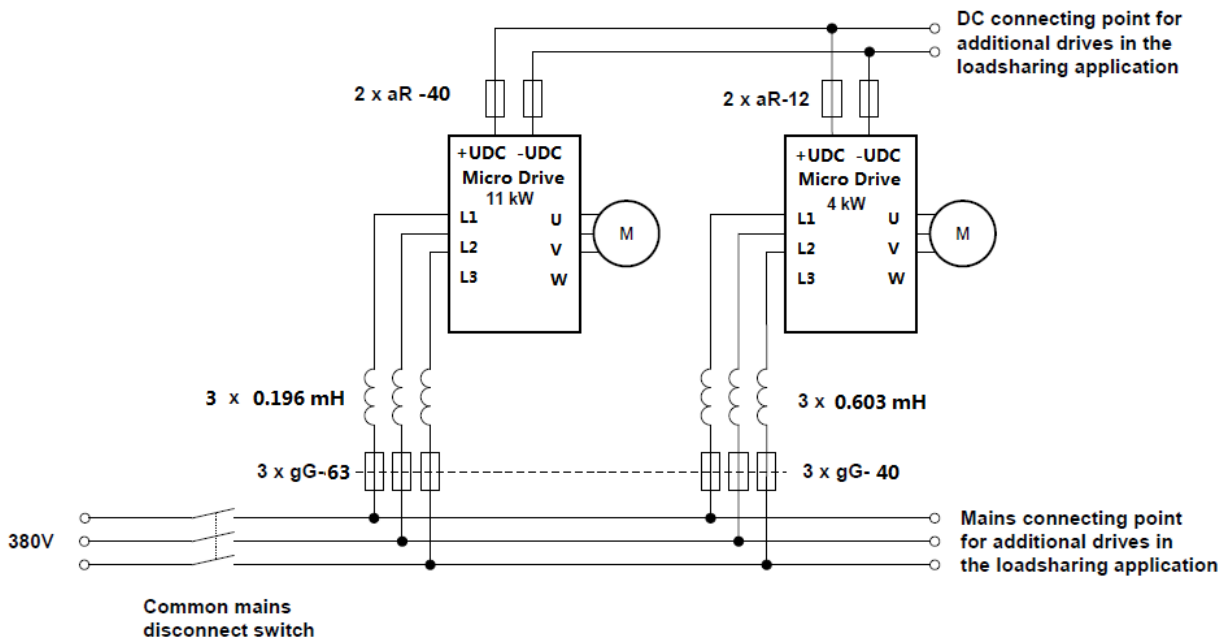 DC connecting point for
additional drives in the
loadsharing application
2 x aR -40
2 x aR-12
+UDC -UDC
Micro Drive
11 kW
L1
U
L2
V
L3
W
M
+UDC -UDC
Micro Drive
4 kW
L1
U
L2
V
L3
W
M
3 x 0.196 mH
3 x 0.603 mH
3 x gG-63
3 x gG- 40
380V
Mains connecting point
for additional drives in
the loadsharing application
Common mains
disconnect switch